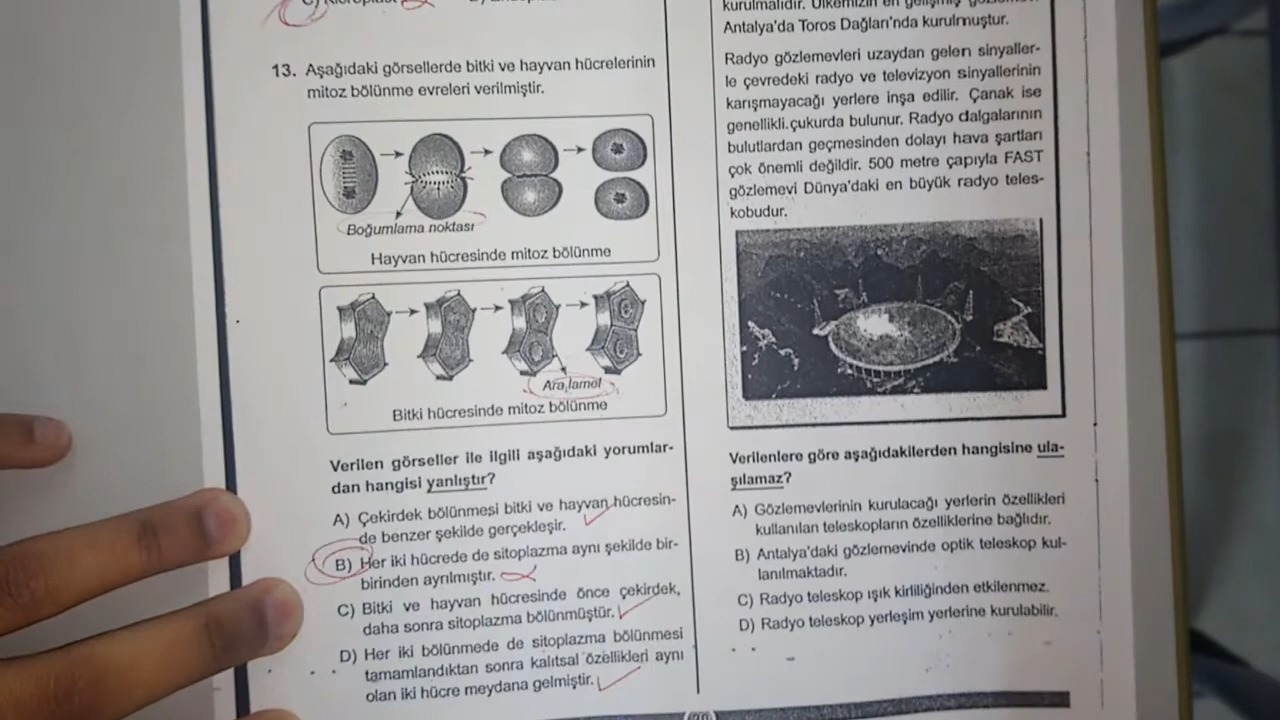 13. Aşağıdaki görsellerde bitki ve hayvan hücrelerinin
mitoz bölünme evreleri verilmiştir.
Boğumlama noktası
Hayvan hücresinde mitoz bölünme
Ara lamel
Bitki hücresinde mitoz bölünme
Verilen görseller ile ilgili aşağıdaki yorumlar-
dan hangisi yanlıştır?
A) Çekirdek bölünmesi bitki ve hayvan hücresin-
de benzer şekilde gerçekleşir.
B) Her iki hücrede de sitoplazma aynı şekilde bir-
birinden ayrılmıştır.
C) Bitki ve hayvan hücresinde önce çekirdek,
daha sonra sitoplazma bölünmüştür.
D) Her iki bölünmede de sitoplazma bölünmesi
tamamlandıktan sonra kalıtsal özellikleri aynı
olan iki hücre meydana gelmiştir.
kurulmalıdır. Ülkemizin en gelişmiş
Antalya'da Toros Dağları'nda kurulmuştur.
Radyo gözlemevleri uzaydan gelen sinyaller-
le çevredeki radyo ve televizyon sinyallerinin
karışmayacağı yerlere inşa edilir. Çanak ise
genellikli.çukurda bulunur. Radyo dalgalarının
bulutlardan geçmesinden dolayı hava şartları
çok önemli değildir. 500 metre çapıyla FAST
gözlemevi Dünya'daki en büyük radyo teles-
kobudur.
Verilenlere göre aşağıdakilerden hangisine ula-
şılamaz?
A) Gözlemevlerinin kurulacağı yerlerin özellikleri
kullanılan teleskopların özelliklerine bağlıdır.
B) Antalya'daki gözlemevinde optik teleskop kul-
lanılmaktadır.
C) Radyo teleskop ışık kirliliğinden etkilenmez.
D) Radyo teleskop yerleşim yerlerine kurulabilir.